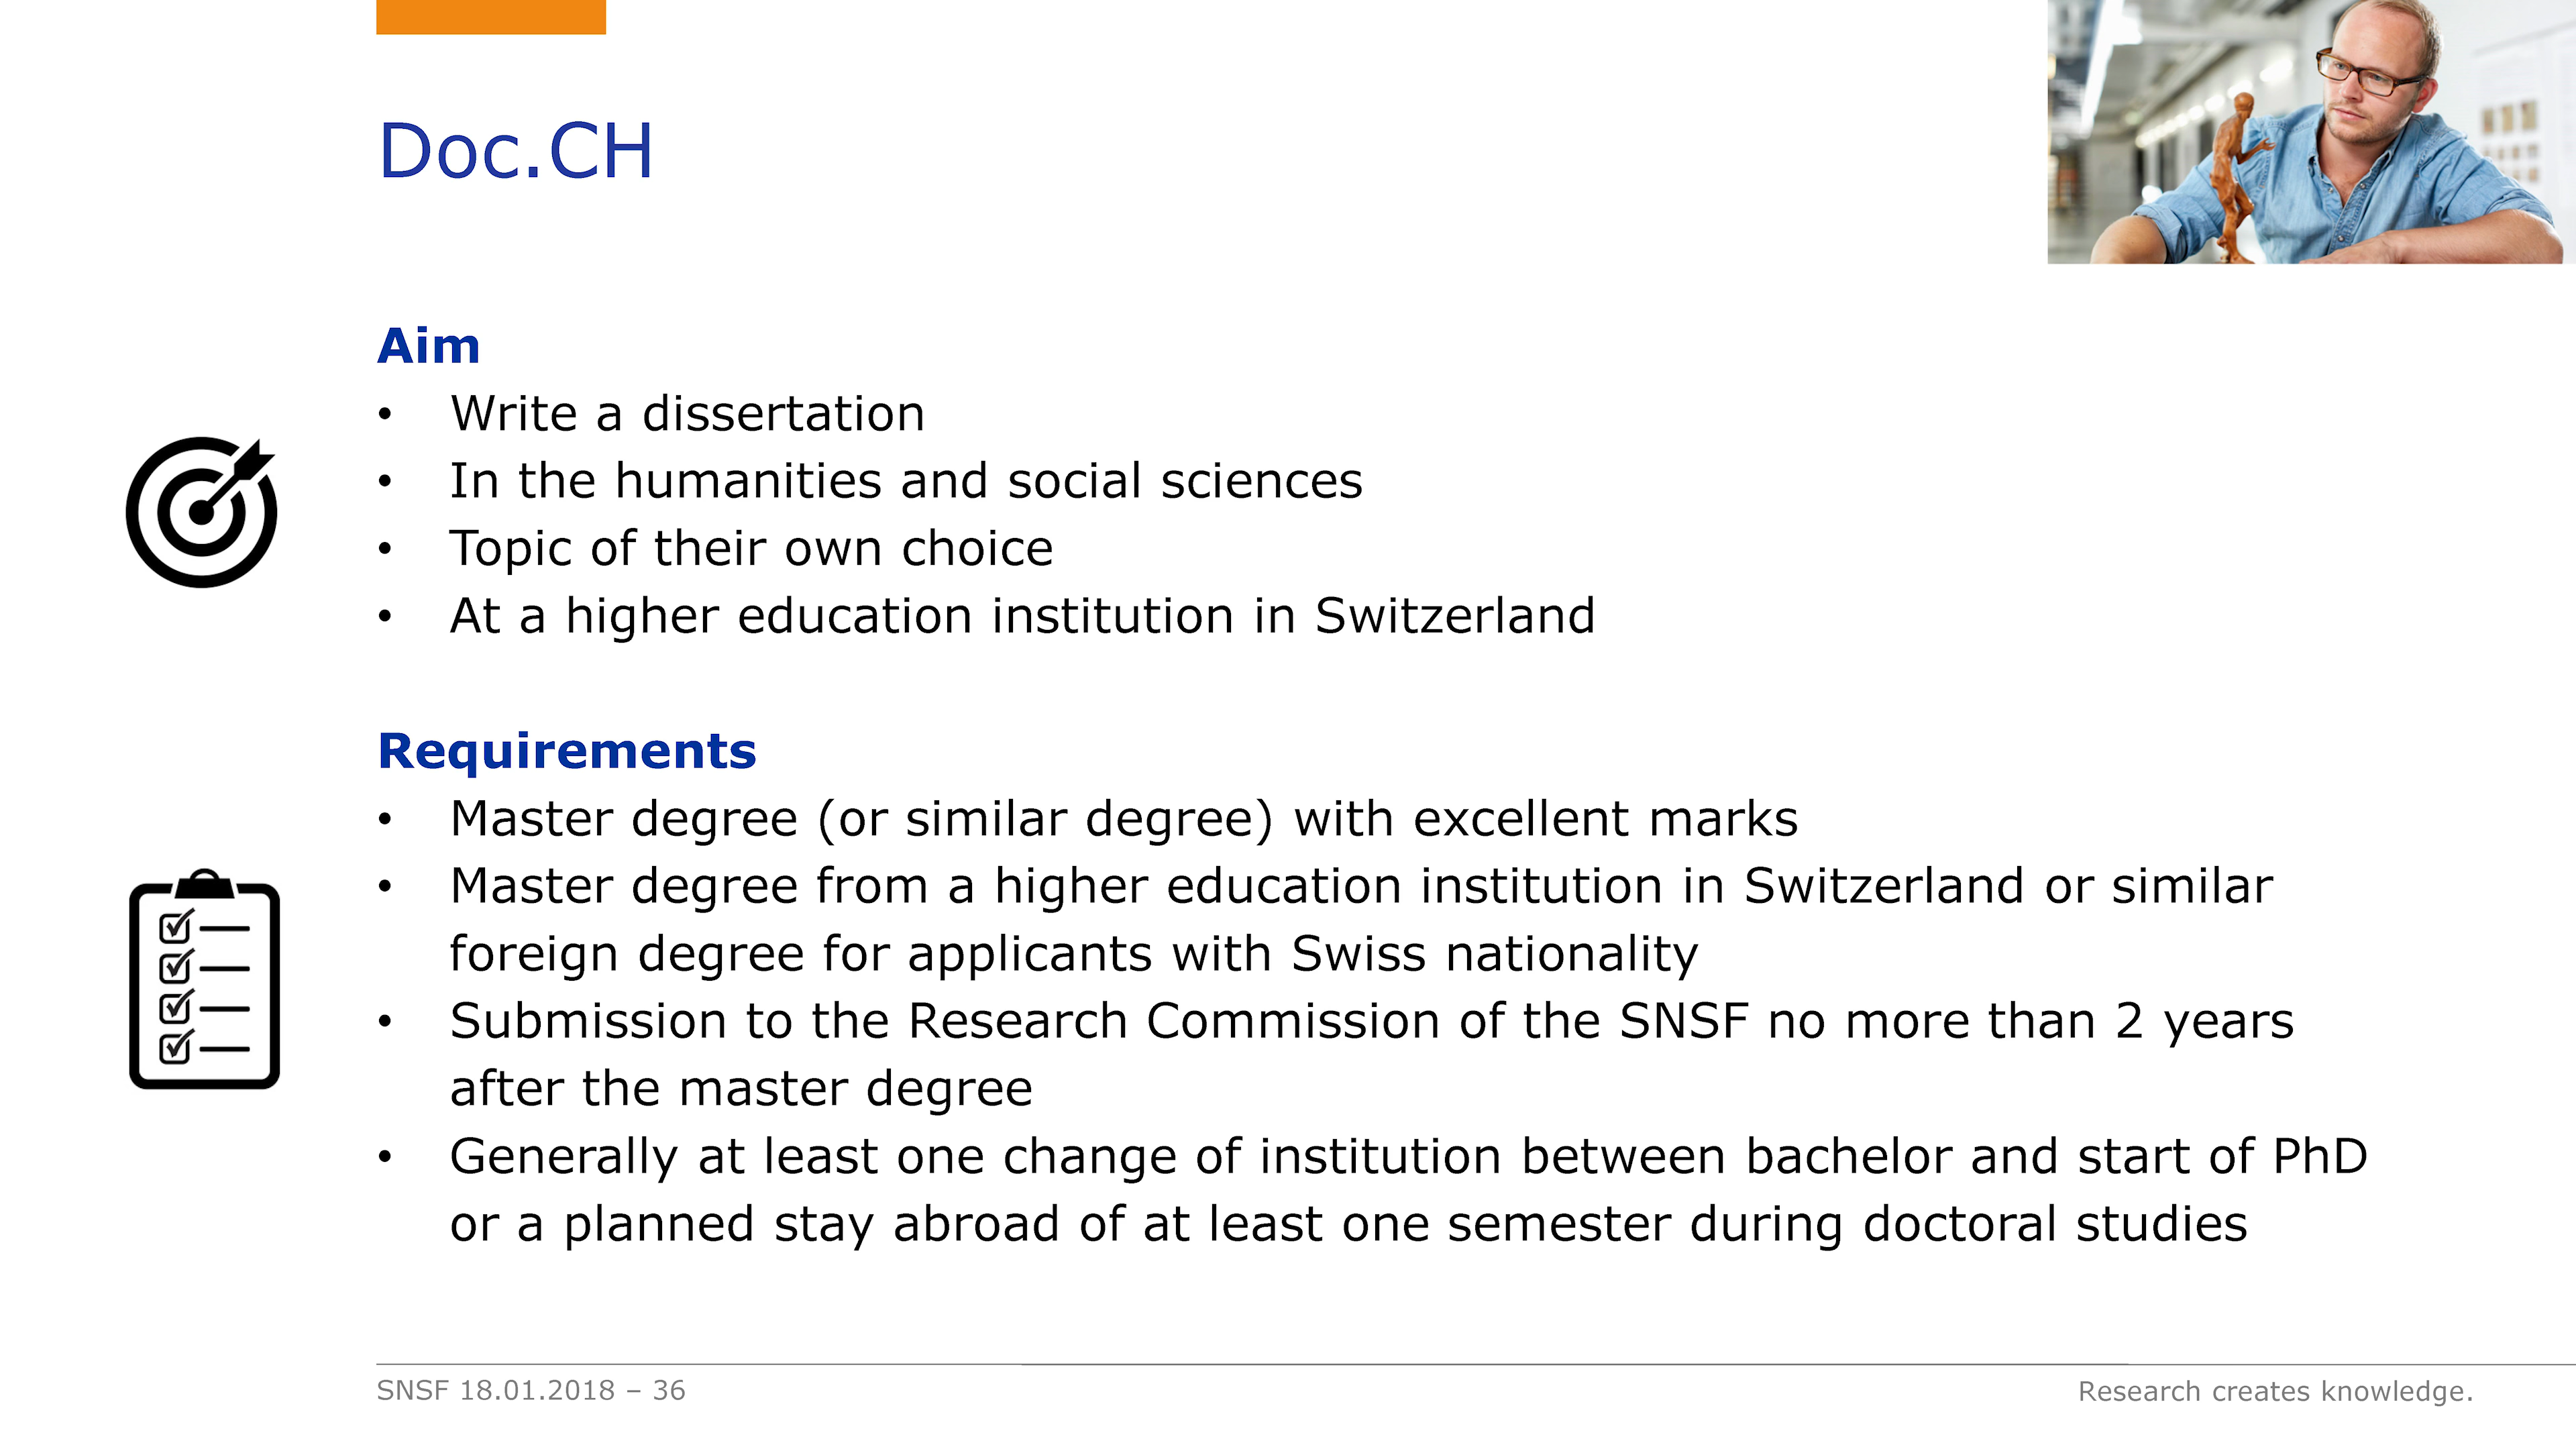 Doc.CH
Aim
• Write a dissertation
• In the humanities and social sciences
• Topic of their own choice
• At a higher education institution in Switzerland
Requirements
• Master degree (or similar degree) with excellent marks
• Master degree from a higher education institution in Switzerland or similar
foreign degree for applicants with Swiss nationality
• Submission to the Research Commission of the SNSF no more than 2 years
after the master degree
• Generally at least one change of institution between bachelor and start of PhD
or a planned stay abroad of at least one semester during doctoral studies
SNSF 18.01.2018 – 36
Research creates knowledge.